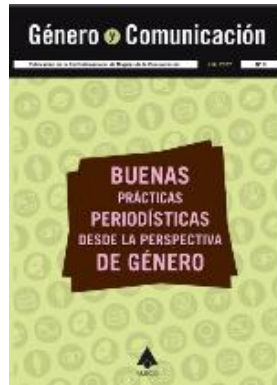 Género y Comunicación
BUENAS
PRÁCTICAS
PERIODÍSTICAS
DESDE LA PERSPECTIVA
DE GÉNERO